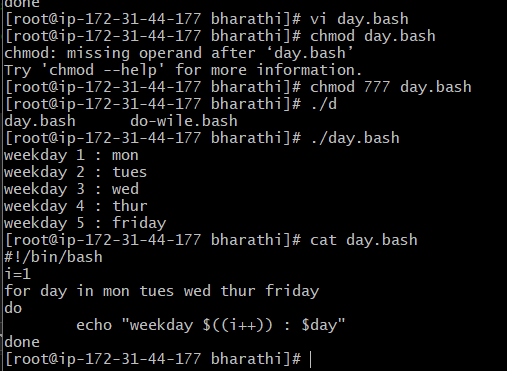 done
[root@ip-172-31-44-177 bharathi]# vi day.bash
[root@ip-172-31-44-177 bharathi]# chmod day.bash
chmod: missing operand after ‘day.bash’
Try 'chmod --help' for more information.
[root@ip-172-31-44-177 bharathi]# chmod 777 day.bash
[root@ip-172-31-44-177 bharathi]# ./d
day.bash      do-wile.bash
[root@ip-172-31-44-177 bharathi]# ./day.bash
weekday 1 : mon
weekday 2 : tues
weekday 3 : wed
weekday 4 : thur
weekday 5 : friday
[root@ip-172-31-44-177 bharathi]# cat day.bash
#!/bin/bash
i=1
for day in mon tues wed thur friday
do
        echo "weekday $((i++)) : $day"
done
[root@ip-172-31-44-177 bharathi]#